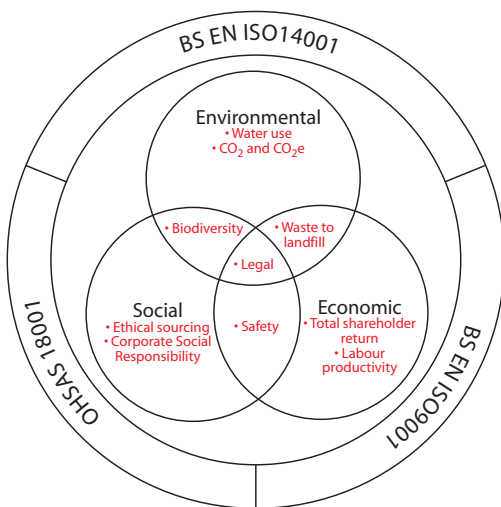 BS EN ISO14001
Environmental
• Water use
• CO₂ and CO₂e
• Biodiversity
• Waste to
landfill
• Legal
Social
• Ethical sourcing
• Corporate Social
Responsibility
• Safety
Economic
• Total shareholder
return
• Labour
productivity
OHSAS 18001
BS EN ISO9001